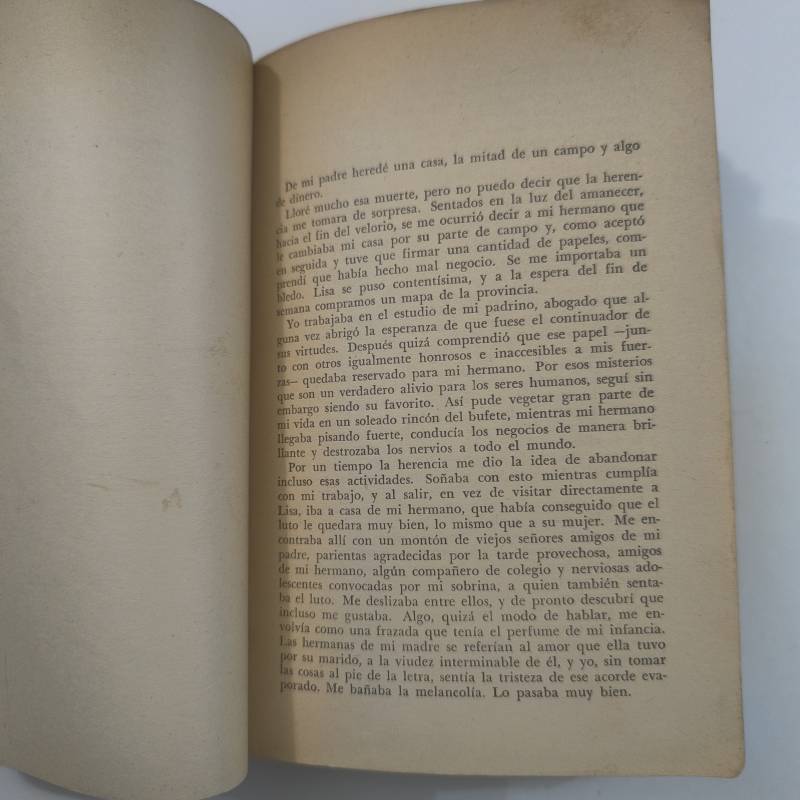 De mi padre heredé una casa, la mitad de un campo y algo
de dinero.
Lloré mucho esa muerte, pero no puedo decir que la heren-
cia me tomara de sorpresa. Sentados en la luz del amanecer,
hacia el fin del velorio, se me ocurrió decir a mi hermano que
le cambiaba mi casa por su parte de campo y, como aceptó
en seguida y tuve que firmar una cantidad de papeles, com-
prendí que había hecho mal negocio. Se me importaba un
bledo. Lisa se puso contentísima, y a la espera del fin de
semana compramos un mapa de la provincia.
Yo trabajaba en el estudio de mi padrino, abogado que al-
guna vez abrigó la esperanza de que fuese el continuador de
sus virtudes. Después quizá comprendió que ese papel —jun-
to con otros igualmente honrosos e inaccesibles a mis fuer-
zas— quedaba reservado para mi hermano. Por esos misterios
que son un verdadero alivio para los seres humanos, seguí sin
embargo siendo su favorito. Así pude vegetar gran parte de
mi vida en un soleado rincón del bufete, mientras mi hermano
llegaba pisando fuerte, conducía los negocios de manera bri-
llante y destrozaba los nervios a todo el mundo.
Por un tiempo la herencia me dio la idea de abandonar
incluso esas actividades. Soñaba con esto mientras cumplía
con mi trabajo, y al salir, en vez de visitar directamente a
Lisa, iba a casa de mi hermano, que había conseguido que el
luto le quedara muy bien, lo mismo que a su mujer. Me en-
contraba allí con un montón de viejos señores amigos de mi
padre, parientas agradecidas por la tarde provechosa, amigos
de mi hermano, algún compañero de colegio y nerviosas ado-
lescentes convocadas por mi sobrina, a quien también senta-
ba el luto. Me deslizaba entre ellos, y de pronto descubrí que
incluso me gustaba. Algo, quizá el modo de hablar, me en-
volvía como una frazada que tenía el perfume de mi infancia.
Las hermanas de mi madre se referían al amor que ella tuvo
por su marido, a la viudez interminable de él, y yo, sin tomar
las cosas al pie de la letra, sentía la tristeza de ese acorde eva-
porado. Me bañaba la melancolía. Lo pasaba muy bien.